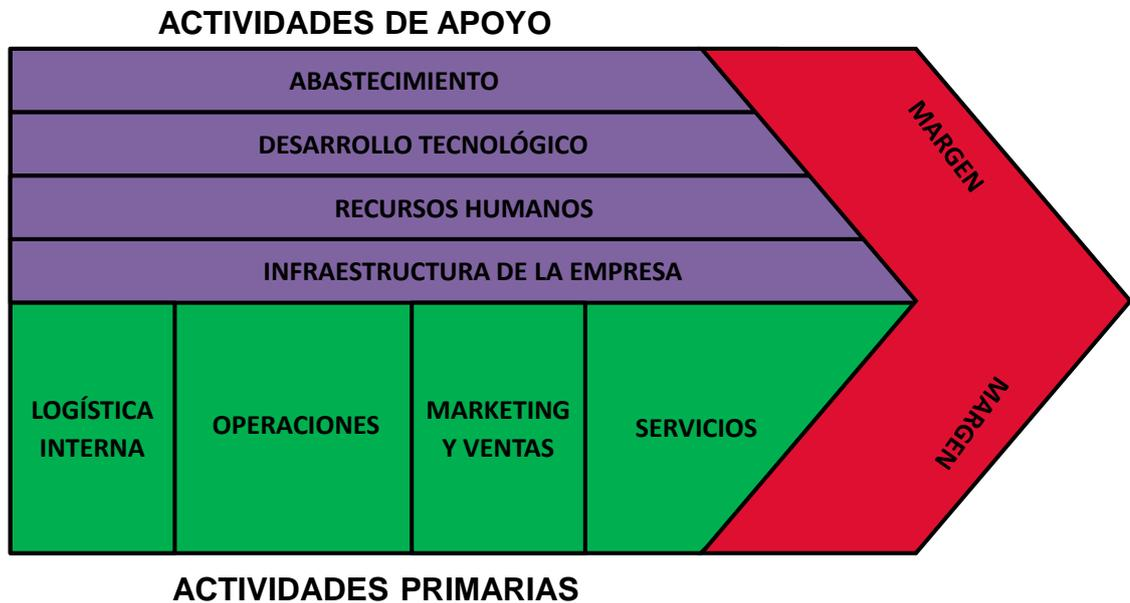 ACTIVIDADES DE APOYO
ABASTECIMIENTO
DESARROLLO TECNOLÓGICO
RECURSOS HUMANOS
INFRAESTRUCTURA DE LA EMPRESA
MARGEN
LOGÍSTICA
INTERNA
OPERACIONES
MARKETING
Y VENTAS
SERVICIOS
MARGEN
ACTIVIDADES PRIMARIAS